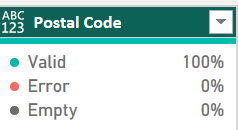 ABC
123 Postal Code
Valid 100%
Error 0%
Empty 0%